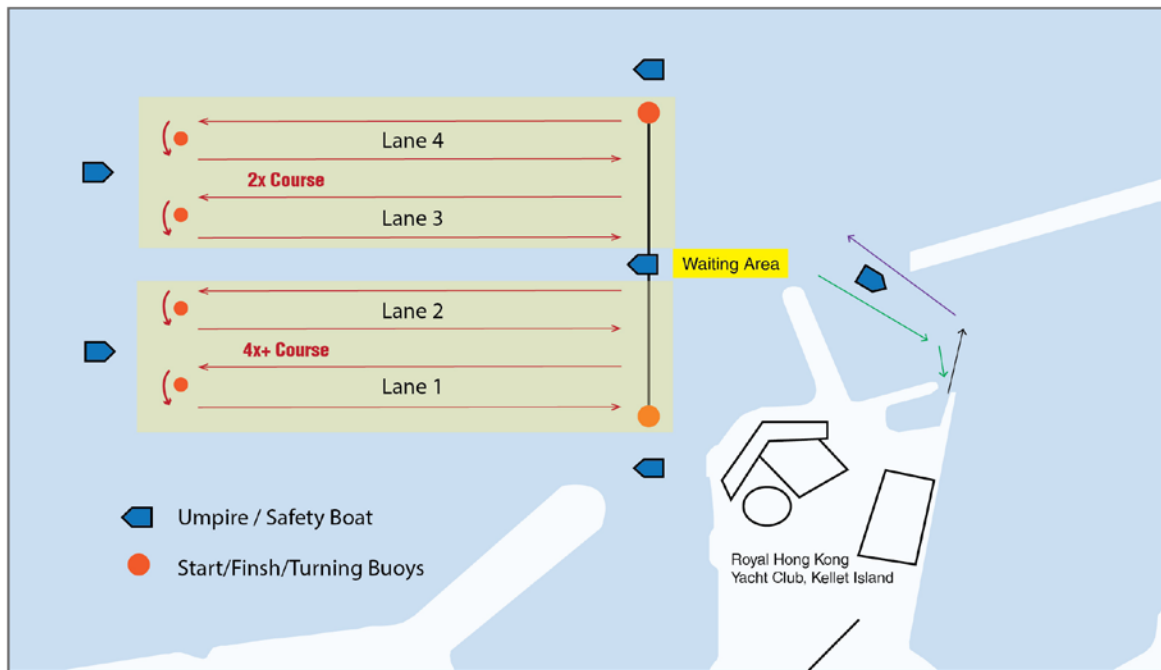 Lane 4
2x Course
Lane 3
Waiting Area
Lane 2
4x+ Course
Lane 1
Umpire / Safety Boat
Start/Finsh/Turning Buoys
Royal Hong Kong
Yacht Club, Kellet Island